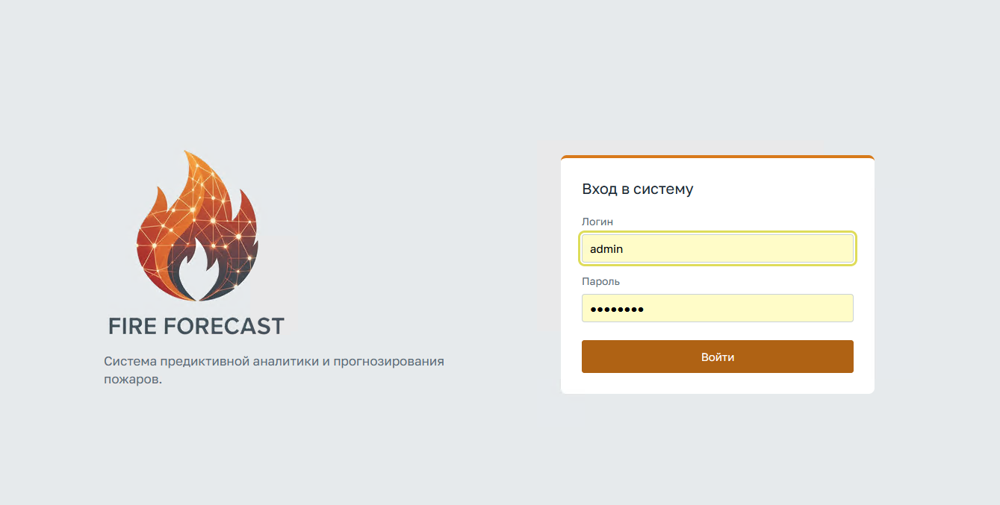 FIRE FORECAST
Система предиктивной аналитики и прогнозирования
пожаров.
Вход в систему
Логин
admin
Пароль
••••••••
Войти